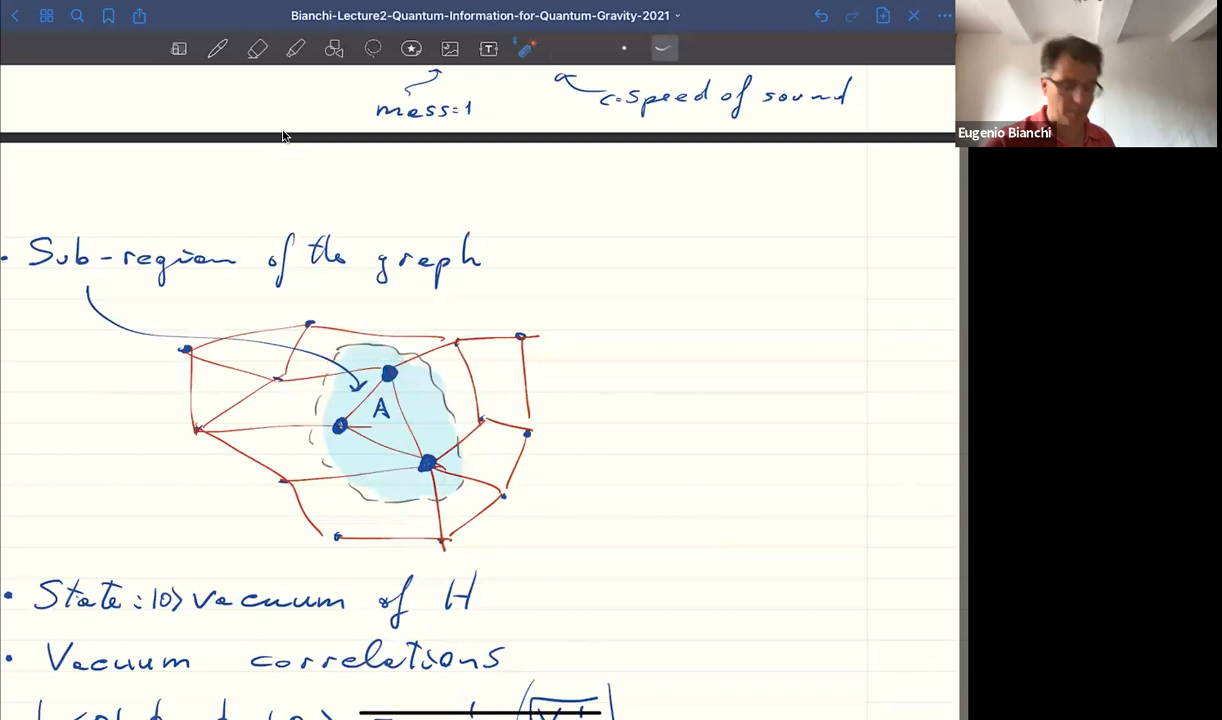 Bianchi-Lecture2-Quantum-Information-for-Quantum-Gravity-2021
mass=1
c=speed of sound
Eugenio Bianchi
• Sub-region of the graph
A
• State: |0> vacuum of H
• Vacuum correlations